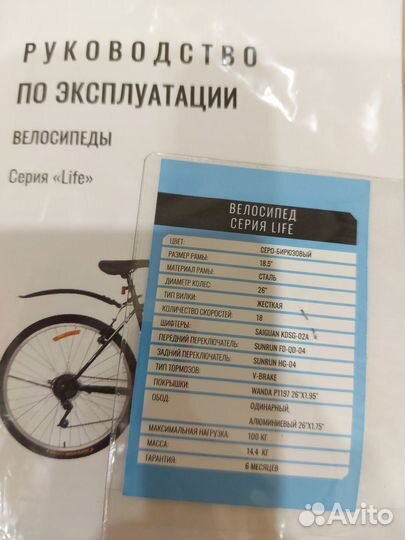 РУКОВОДСТВО
ПО ЭКСПЛУАТАЦИИ
ВЕЛОСИПЕДЫ
Серия «Life»
ВЕЛОСИПЕД
СЕРИЯ LIFE
ЦВЕТ: СЕРО-БИРЮЗОВЫЙ
РАЗМЕР РАМЫ: 18.5"
МАТЕРИАЛ РАМЫ: СТАЛЬ
ДИАМЕТР КОЛЕС: 26"
ТИП ВИЛКИ: ЖЕСТКАЯ
КОЛИЧЕСТВО СКОРОСТЕЙ: 18
ШИФТЕРЫ: SAIGUAN KDSG-02A
ПЕРЕДНИЙ ПЕРЕКЛЮЧАТЕЛЬ: SUNRUN FD-QD-04
ЗАДНИЙ ПЕРЕКЛЮЧАТЕЛЬ: SUNRUN HG-04
ТИП ТОРМОЗОВ: V-BRAKE
ПОКРЫШКИ: WANDA P1197 26"X1.95"
ОБОД: ОДИНАРНЫЙ,
АЛЮМИНИЕВЫЙ 26"X1.75"
МАКСИМАЛЬНАЯ НАГРУЗКА: 100 КГ
МАССА: 14,4 КГ
ГАРАНТИЯ: 6 МЕСЯЦЕВ
Avito